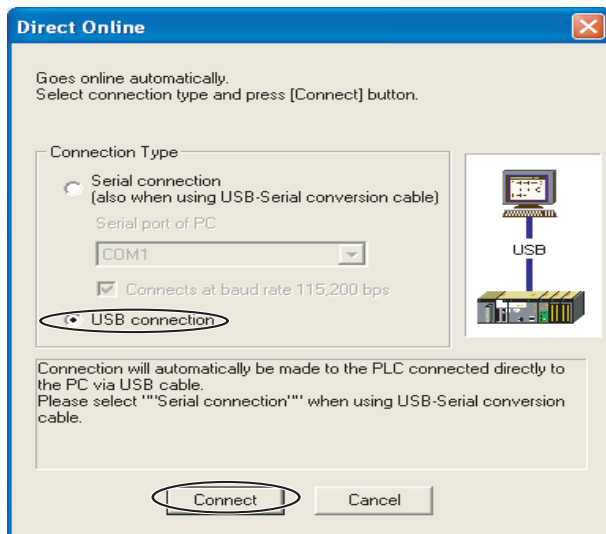 Direct Online
Goes online automatically.
Select connection type and press [Connect] button.
Connection Type
Serial connection
(also when using USB-Serial conversion cable)
Serial port of PC
COM1
Connects at baud rate 115,200 bps
USB connection
USB
Connection will automatically be made to the PLC connected directly to
the PC via USB cable.
Please select '"'Serial connection'"' when using USB-Serial conversion
cable.
Connect
Cancel